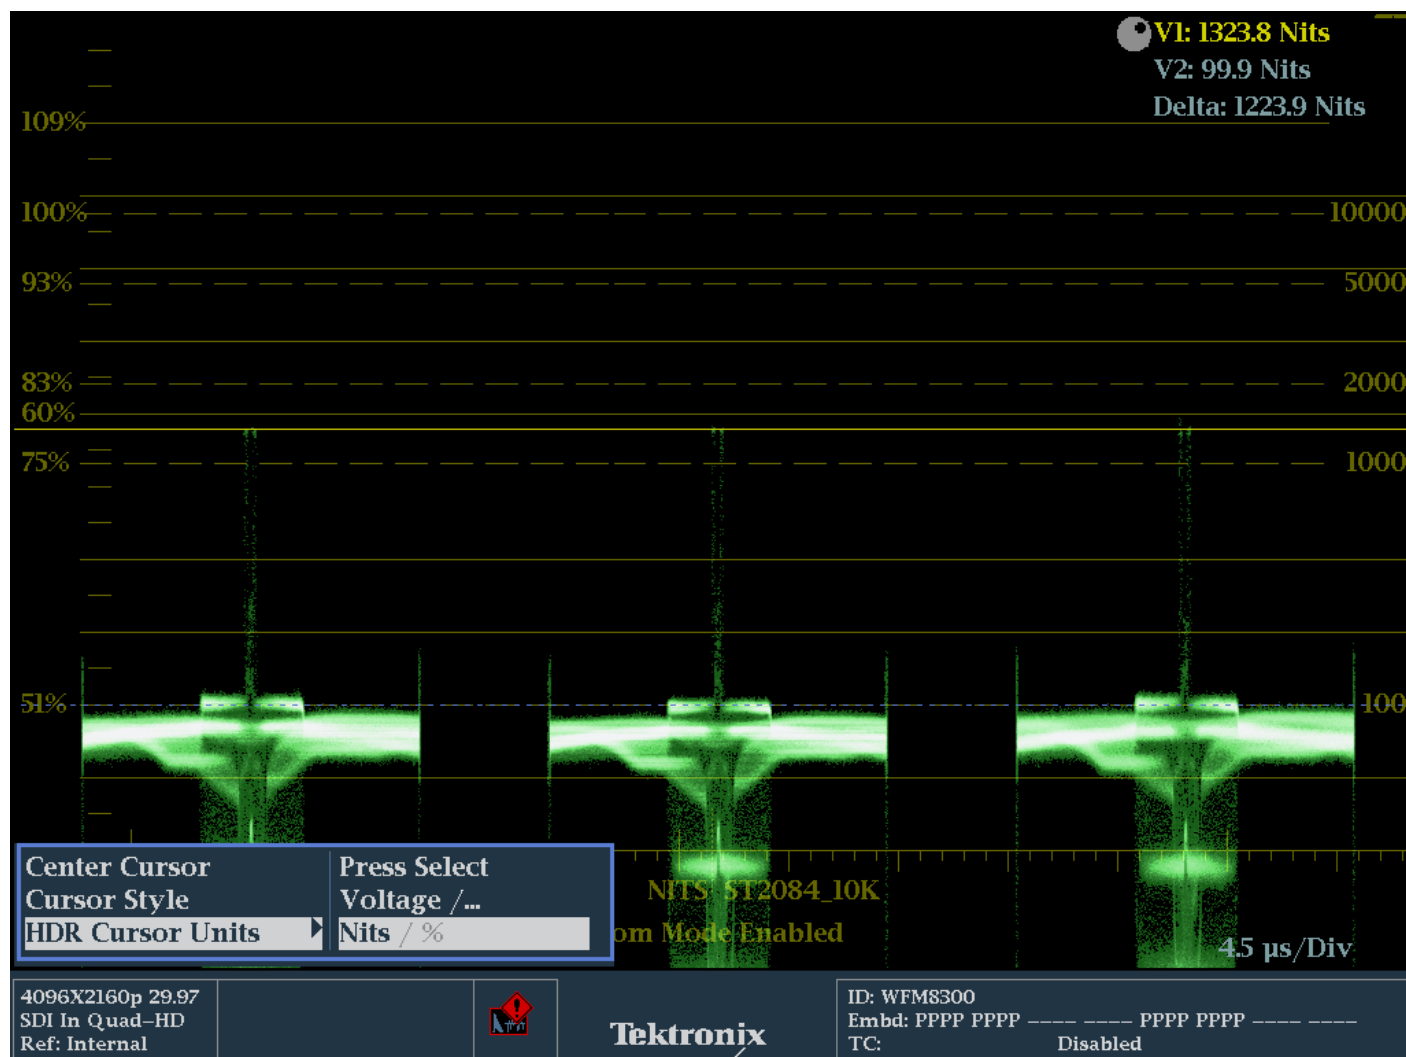 V1: 1323.8 Nits
V2: 99.9 Nits
Delta: 1223.9 Nits
109%
100% 10000
93% 5000
83% 2000
60%
75% 1000
51% 100
Center Cursor Press Select
Cursor Style Voltage /...
HDR Cursor Units Nits / %
NITS ST2084_10K
om Mode Enabled
4.5 µs/Div
4096X2160p 29.97
SDI In Quad-HD
Ref: Internal
Tektronix
ID: WFM8300
Embd: PPPP PPPP ---- ---- PPPP PPPP ---- ----
TC: Disabled